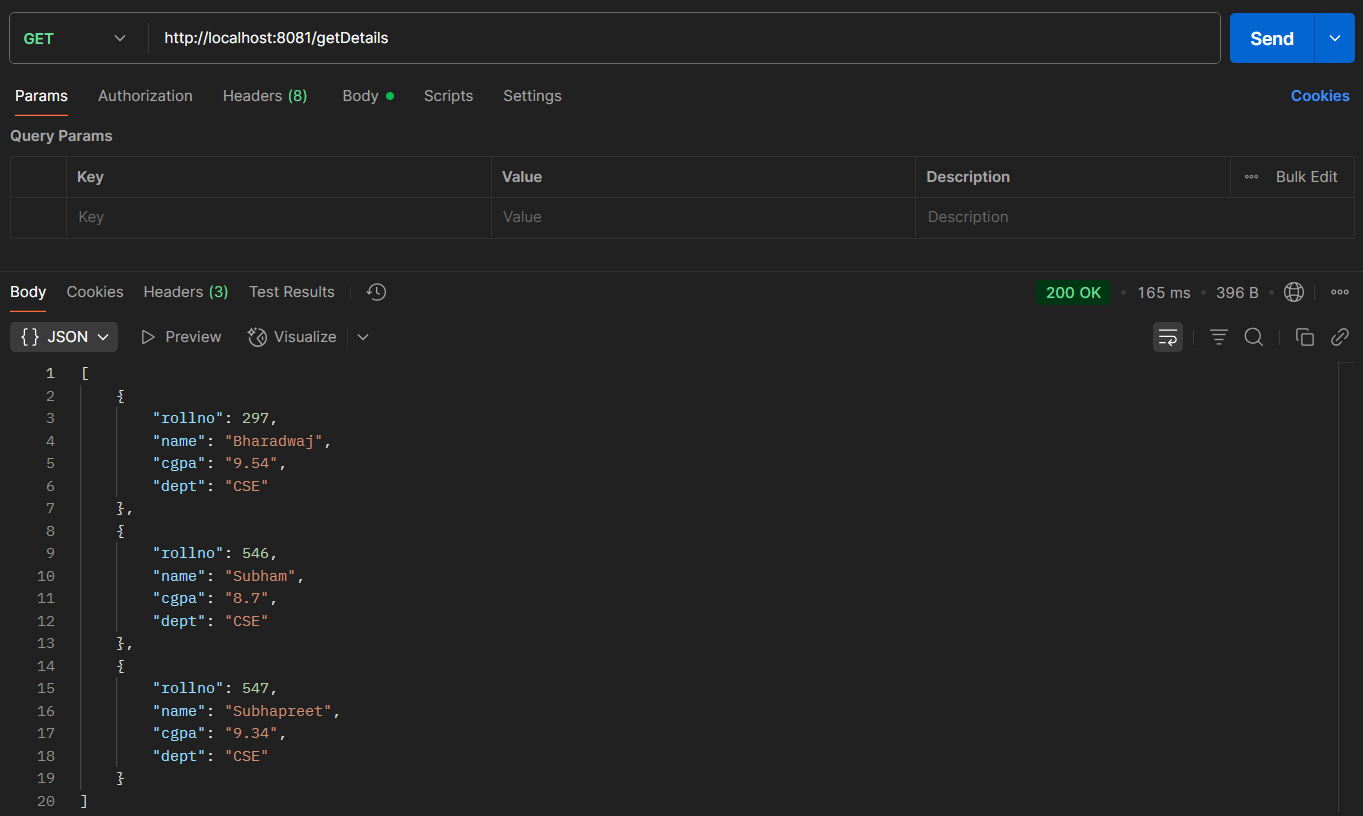 GET http://localhost:8081/getDetails Send
Params Authorization Headers (8) Body Scripts Settings Cookies
Query Params
Key Value Description Bulk Edit
Key Value Description
Body Cookies Headers (3) Test Results 200 OK 165 ms 396 B
{} JSON Preview Visualize
1 [
2 {
3 "rollno": 297,
4 "name": "Bharadwaj",
5 "cgpa": "9.54",
6 "dept": "CSE"
7 },
8 {
9 "rollno": 546,
10 "name": "Subham",
11 "cgpa": "8.7",
12 "dept": "CSE"
13 },
14 {
15 "rollno": 547,
16 "name": "Subhapreet",
17 "cgpa": "9.34",
18 "dept": "CSE"
19 }
20 ]